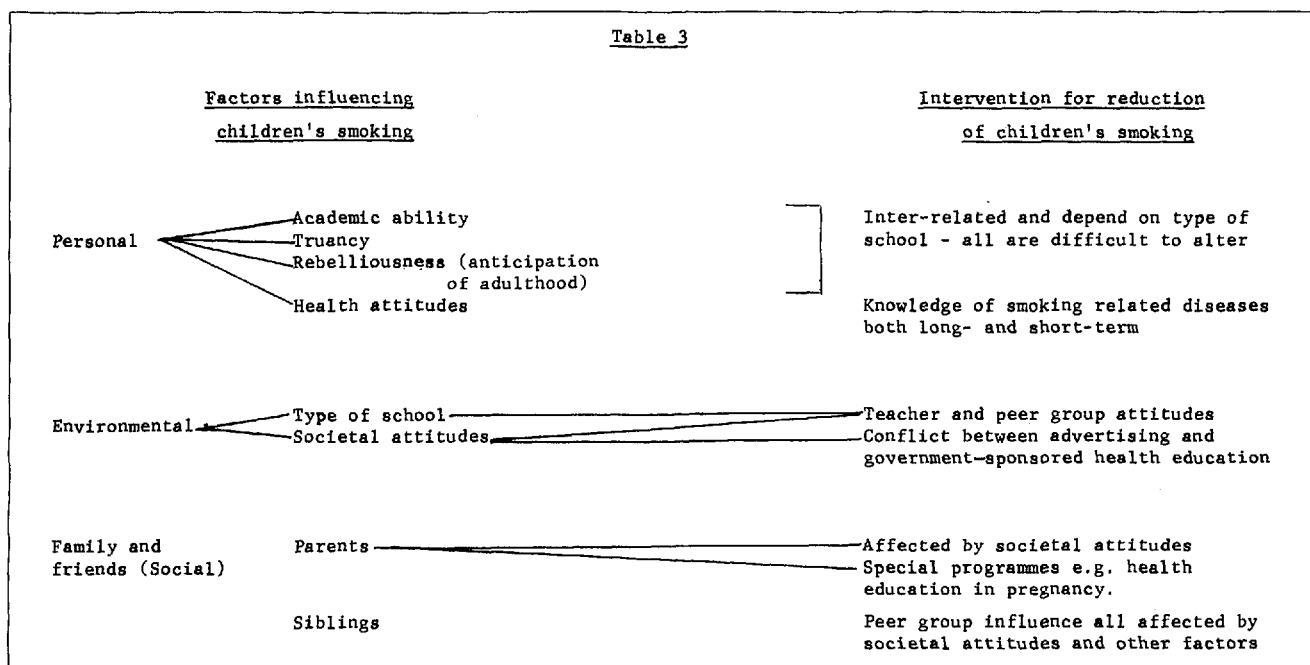 Table 3
Factors influencing
children's smoking
Intervention for reduction
of children's smoking
Personal
Academic ability
Truancy
Rebelliousness (anticipation
of adulthood)
Health attitudes
Inter-related and depend on type of
school - all are difficult to alter
Knowledge of smoking related diseases
both long- and short-term
Environmental
Type of school
Societal attitudes
Teacher and peer group attitudes
Conflict between advertising and
government-sponsored health education
Family and
friends (Social)
Parents
Affected by societal attitudes
Special programmes e.g. health
education in pregnancy.
Siblings
Peer group influence all affected by
societal attitudes and other factors